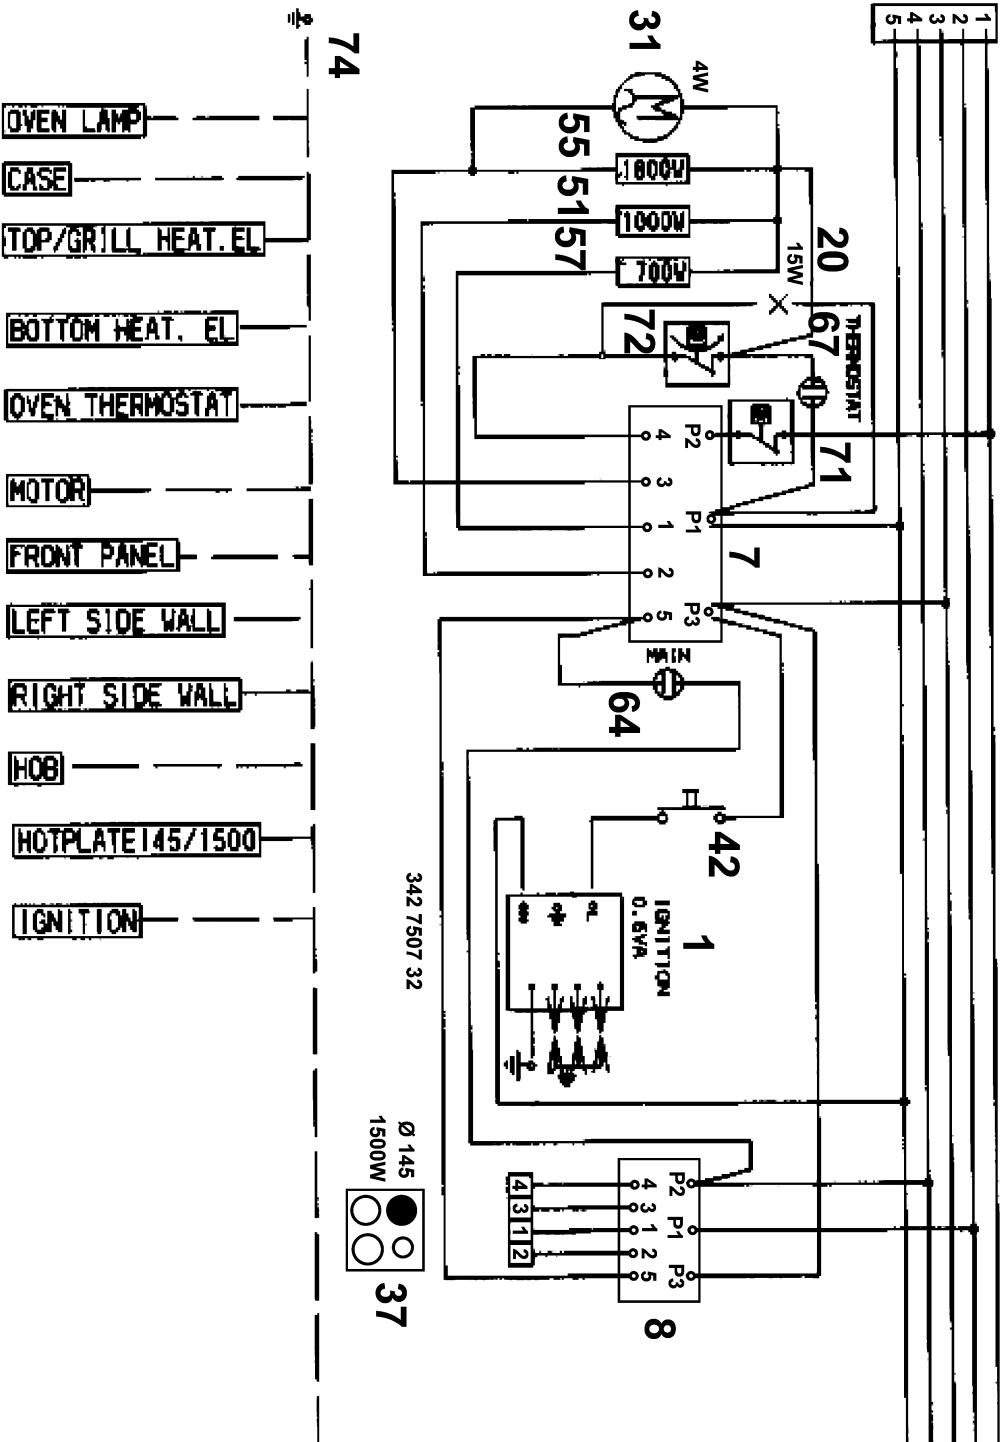 1 2 3 4 5
74
31
4W
OVEN LAMP
CASE
TOP/GRILL HEAT.EL
BOTTOM HEAT. EL
OVEN THERMOSTAT
MOTOR
FRONT PANEL
LEFT SIDE WALL
RIGHT SIDE WALL
HOB
HOTPLATE145/1500
IGNITION
55 1800W
51 1000W
57 700W
20
15W
72
67
THERMOSTAT
71
7
P2 P1 P3
4 3 1 2 5
MAIN
64
42
1
IGNITION
0.6VA
342 7507 32
P2 P1 P3
4 3 1 2 5
4 3 1 2
8
Ø 145
1500W
37